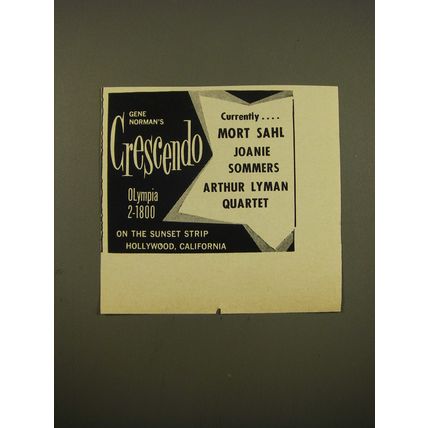 GENE
NORMAN'S
Crescendo
OLympia
2-1800
ON THE SUNSET STRIP
HOLLYWOOD, CALIFORNIA
Currently ....
MORT SAHL
JOANIE
SOMMERS
ARTHUR LYMAN
QUARTET